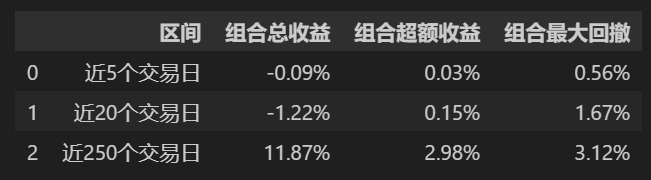 区间 组合总收益 组合超额收益 组合最大回撤
0 近5个交易日 -0.09% 0.03% 0.56%
1 近20个交易日 -1.22% 0.15% 1.67%
2 近250个交易日 11.87% 2.98% 3.12%